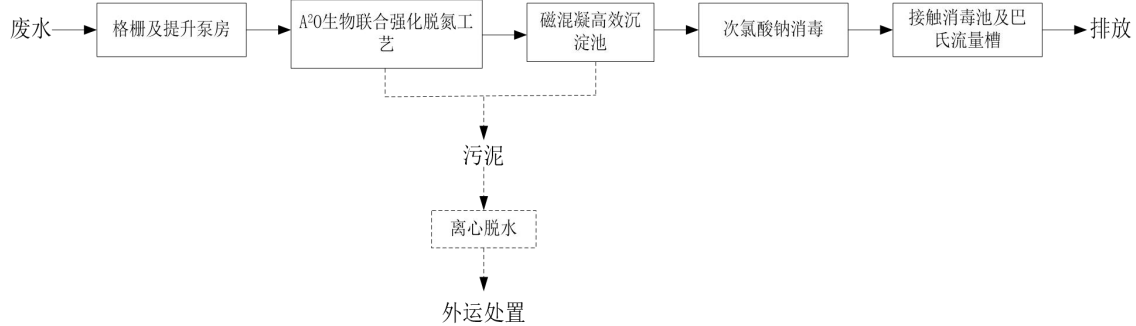 废水
格栅及提升泵房
A²O生物联合强化脱氮工
艺
磁混凝高效沉
淀池
次氯酸钠消毒
接触消毒池及巴
氏流量槽
排放
污泥
离心脱水
外运处置